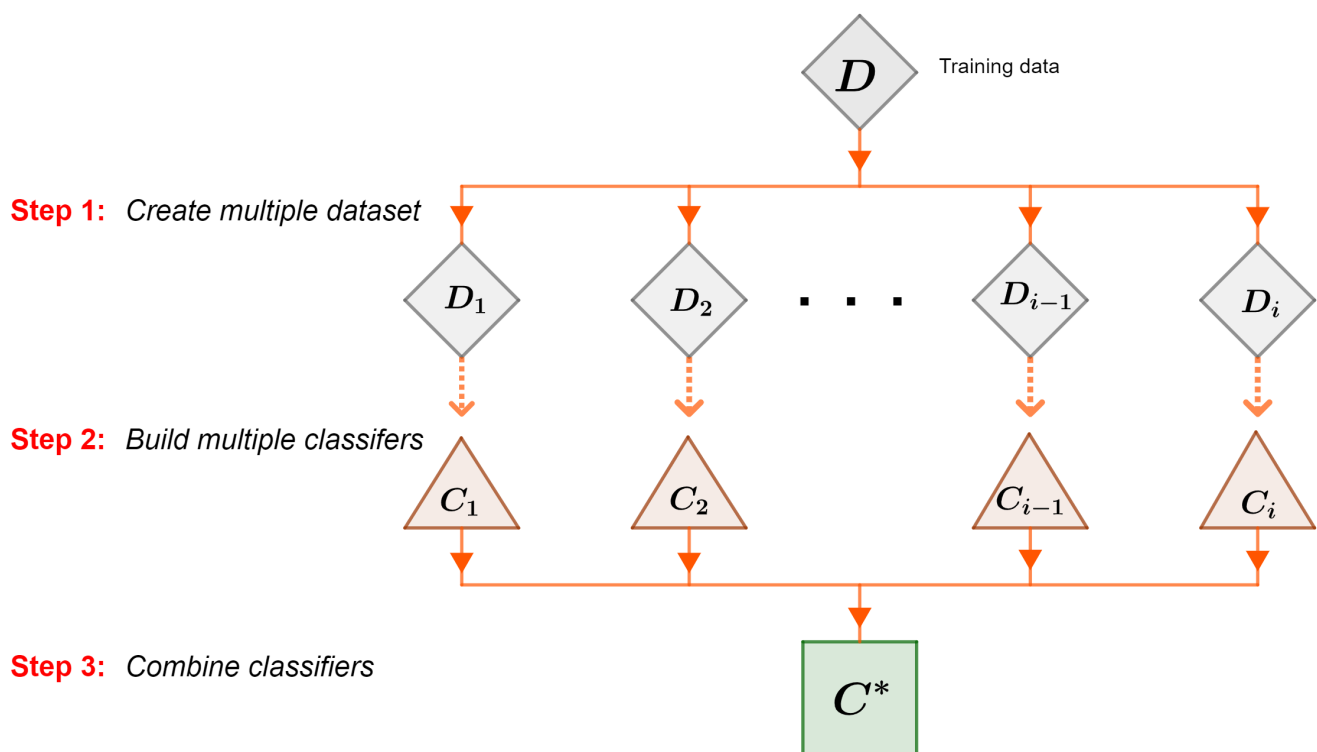 D Training data
Step 1: Create multiple dataset
D₁ D₂ . . . Dᵢ₋₁ Dᵢ
Step 2: Build multiple classifers
C₁ C₂ Cᵢ₋₁ Cᵢ
Step 3: Combine classifiers
C*